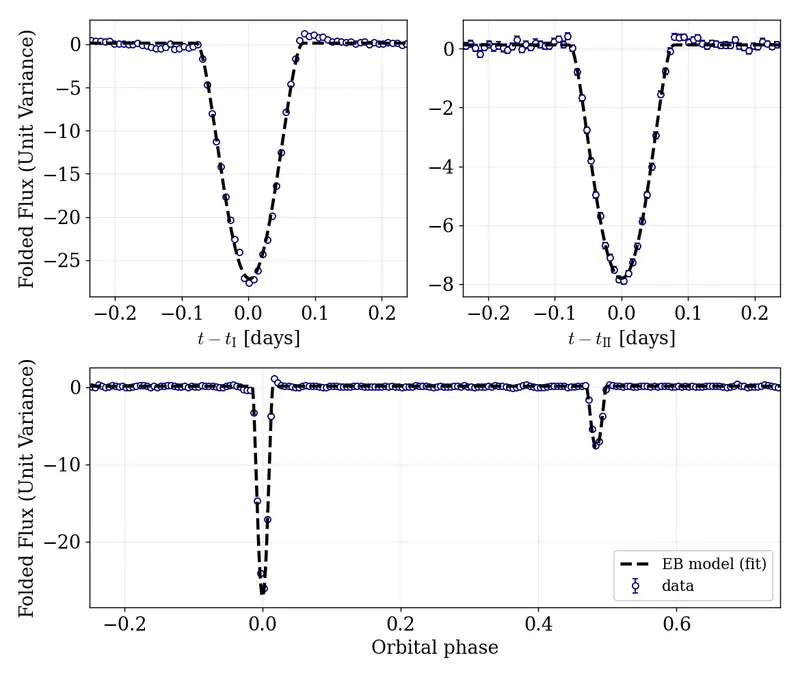 Folded Flux (Unit Variance)
0
−5
−10
−15
−20
−25
−0.2 −0.1 0.0 0.1 0.2
t − t_I [days]
0
−2
−4
−6
−8
−0.2 −0.1 0.0 0.1 0.2
t − t_II [days]
Folded Flux (Unit Variance)
0
−10
−20
−0.2 0.0 0.2 0.4 0.6
Orbital phase
EB model (fit)
data